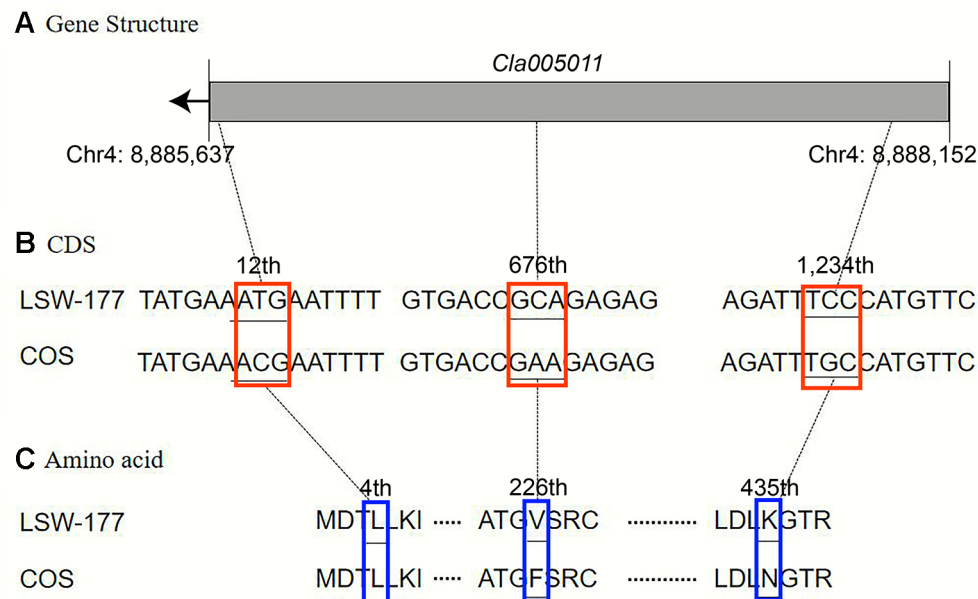 A Gene Structure
Cla005011
Chr4: 8,885,637 Chr4: 8,888,152
B CDS
12th 676th 1,234th
LSW-177 TATGAAATGAATTTT GTGACCGCAGAGAG AGATTTCCCATGTTC
COS TATGAAACGAATTTT GTGACCGAAGAGAG AGATTTGCCATGTTC
C Amino acid
4th 226th 435th
LSW-177 MDTLLKI ····· ATGVSRC ············ LDLKGTR
COS MDTLLKI ····· ATGFSRC ············ LDLNGTR